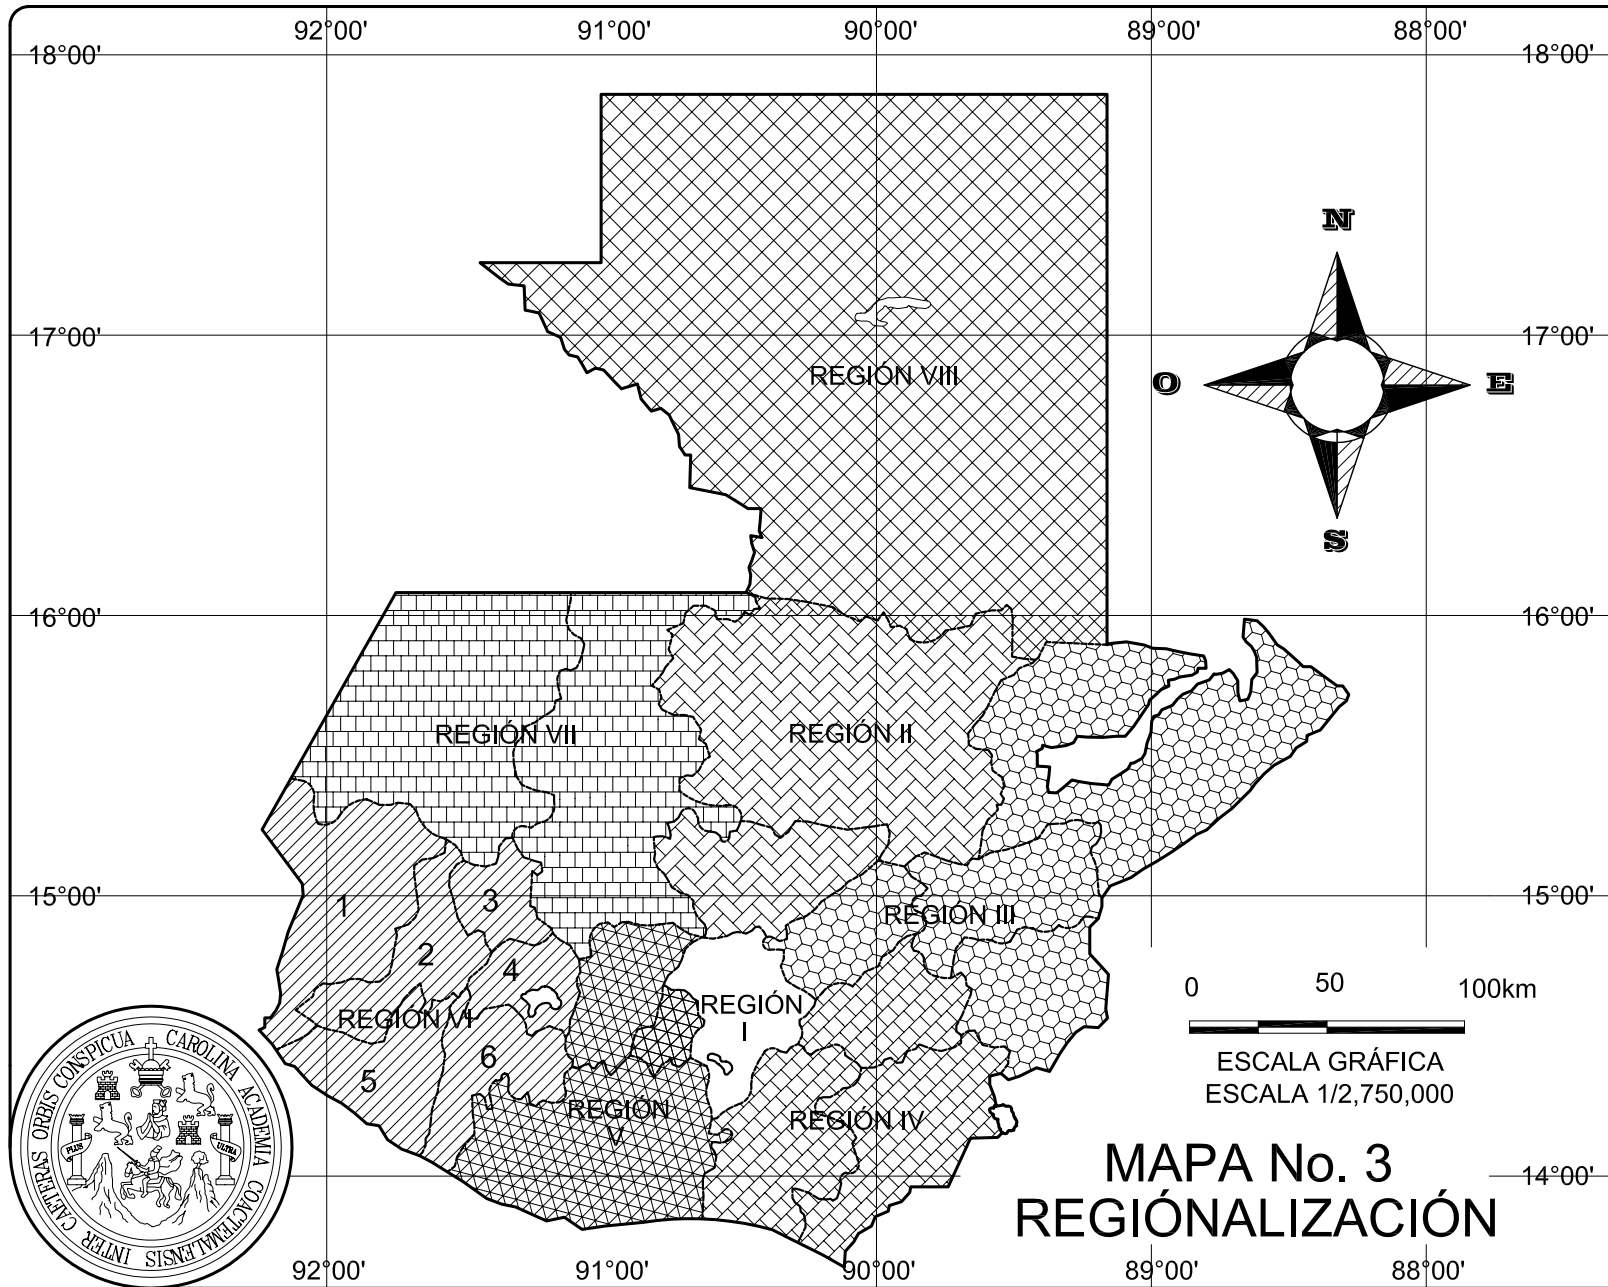 92°00' 91°00' 90°00' 89°00' 88°00'
18°00' 18°00'
N
17°00' 17°00'
REGIÓN VIII
O E
S
16°00' 16°00'
REGIÓN VII REGIÓN II
15°00' 15°00'
1 3 REGIÓN III
2 4
0 50 100km
REGIÓN
I
REGIÓN VI
6
5
ESCALA GRÁFICA
ESCALA 1/2,750,000
REGIÓN
V
REGIÓN IV
MAPA No. 3
REGIÓNALIZACIÓN
14°00'
CAETERAS ORBIS CONSPICUA CAROLINA ACADEMIA COACTEMALENSIS INTER
PLUS ULTRA
92°00' 91°00' 90°00' 89°00' 88°00'